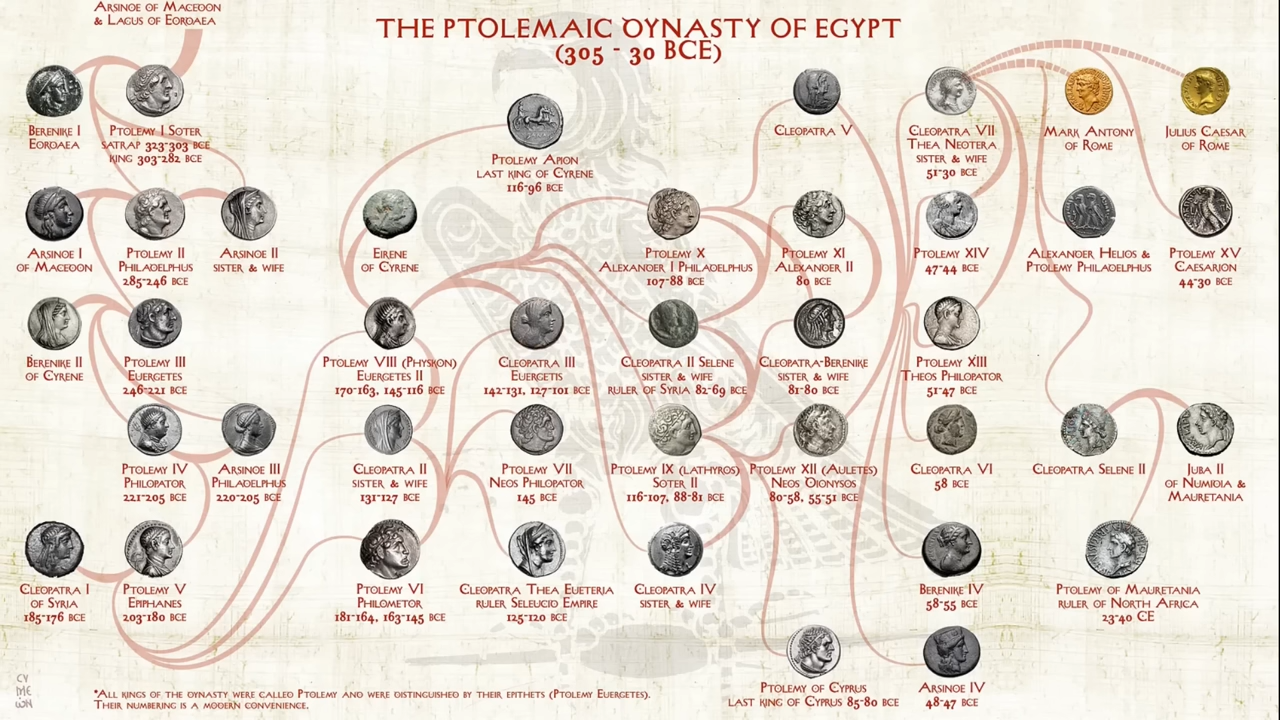 Arsinoe of Macedon
& Lagus of Eordaea
The Ptolemaic Dynasty of Egypt
(305 - 30 BCE)
Berenike I
Eordaea
Ptolemy I Soter
satrap 323-303 BCE
king 303-282 BCE
Ptolemy Apion
last king of Cyrene
116-96 BCE
Cleopatra V
Cleopatra VII
Thea Neotera
sister & wife
51-30 BCE
Mark Antony
of Rome
Julius Caesar
of Rome
Arsinoe I
of Macedon
Ptolemy II
Philadelphus
285-246 BCE
Arsinoe II
sister & wife
Eirene
of Cyrene
Ptolemy X
Alexander I Philadelphus
107-88 BCE
Ptolemy XI
Alexander II
80 BCE
Ptolemy XIV
47-44 BCE
Alexander Helios &
Ptolemy Philadelphus
Ptolemy XV
Caesarion
44-30 BCE
Berenike II
of Cyrene
Ptolemy III
Euergetes
246-221 BCE
Ptolemy VIII (Physkon)
Euergetes II
170-163, 145-116 BCE
Cleopatra III
Euergetis
142-131, 127-101 BCE
Cleopatra II Selene
sister & wife
ruler of Syria 82-69 BCE
Cleopatra-Berenike
sister & wife
81-80 BCE
Ptolemy XIII
Theos Philopator
51-47 BCE
Ptolemy IV
Philopator
221-205 BCE
Arsinoe III
Philadelphus
220-205 BCE
Cleopatra II
sister & wife
131-127 BCE
Ptolemy VII
Neos Philopator
145 BCE
Ptolemy IX (Lathyros)
Soter II
116-107, 88-81 BCE
Ptolemy XII (Auletes)
Neos Dionysos
80-58, 55-51 BCE
Cleopatra VI
58 BCE
Cleopatra Selene II
Juba II
of Numidia &
Mauretania
Cleopatra I
of Syria
185-176 BCE
Ptolemy V
Epiphanes
203-180 BCE
Ptolemy VI
Philometor
181-164, 163-145 BCE
Cleopatra Thea Eueteria
ruler Seleucid Empire
125-120 BCE
Cleopatra IV
sister & wife
Berenike IV
58-55 BCE
Ptolemy of Mauretania
ruler of North Africa
23-40 CE
Ptolemy of Cyprus
last king of Cyprus 85-80 BCE
Arsinoe IV
48-47 BCE
*All kings of the dynasty were called Ptolemy and were distinguished by their epithets (Ptolemy Euergetes).
Their numbering is a modern convenience.